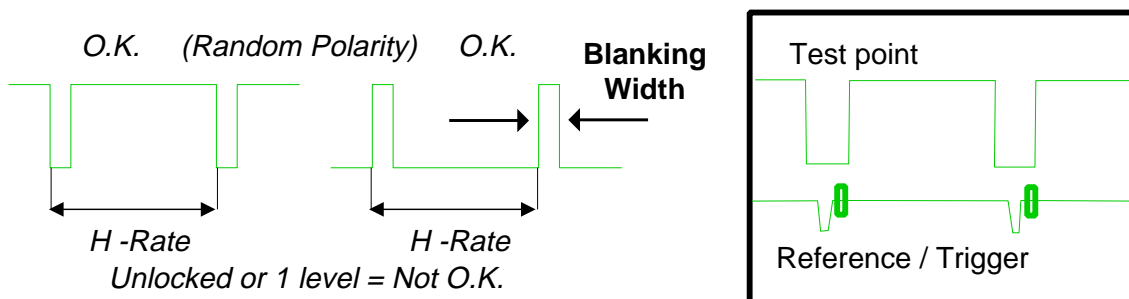 O.K. (Random Polarity) O.K.
Blanking
Width
H -Rate H -Rate
Unlocked or 1 level = Not O.K.
Test point
Reference / Trigger